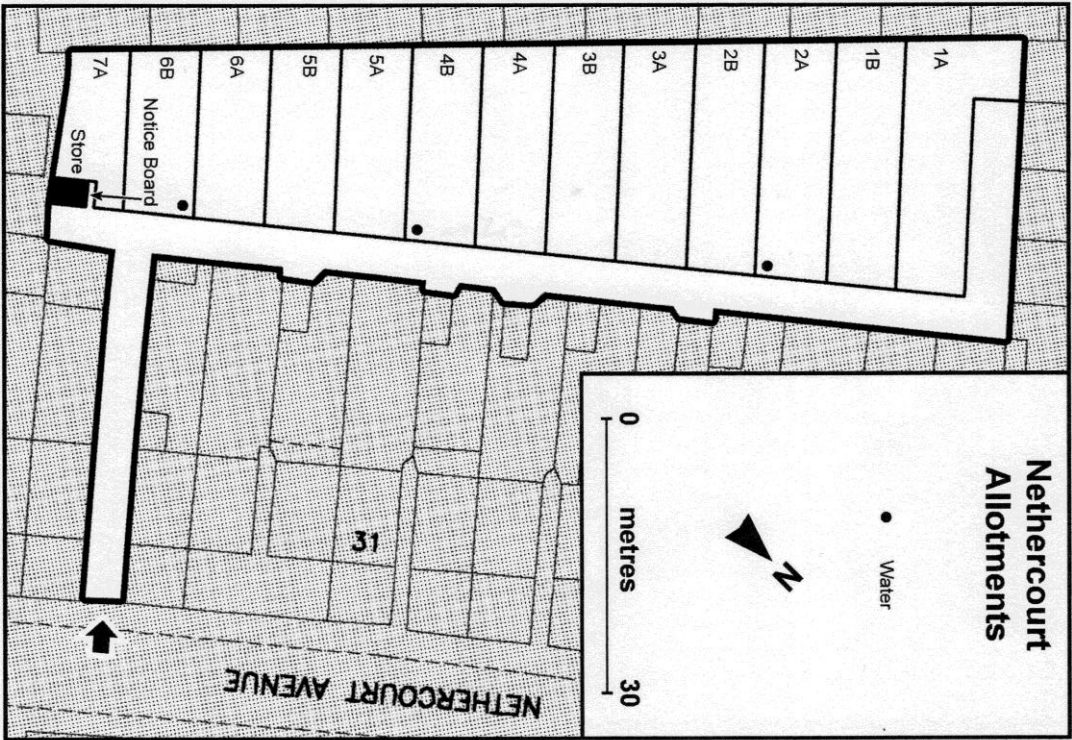 Nethercourt
Allotments
Water
N
0 metres 30
1A
1B
2A
2B
3A
3B
4A
4B
5A
5B
6A
6B
7A
Notice Board
Store
31
NETHERCOURT AVENUE